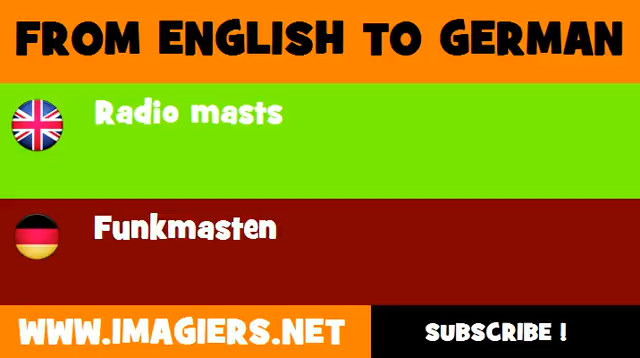 FROM ENGLISH TO GERMAN
Radio masts
Funkmasten
WWW.IMAGIERS.NET
SUBSCRIBE !